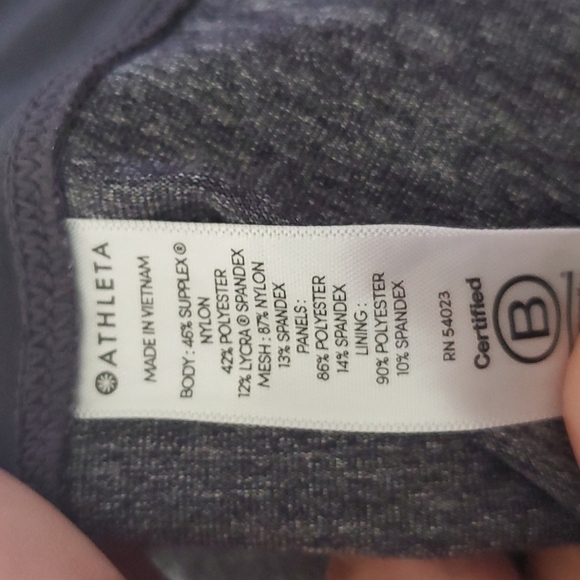 ATHLETA
MADE IN VIETNAM
BODY : 46% SUPPLEX ®
NYLON
42% POLYESTER
12% LYCRA ® SPANDEX
MESH : 87% NYLON
13% SPANDEX
PANELS :
86% POLYESTER
14% SPANDEX
LINING :
90% POLYESTER
10% SPANDEX
RN 54023
Certified
B